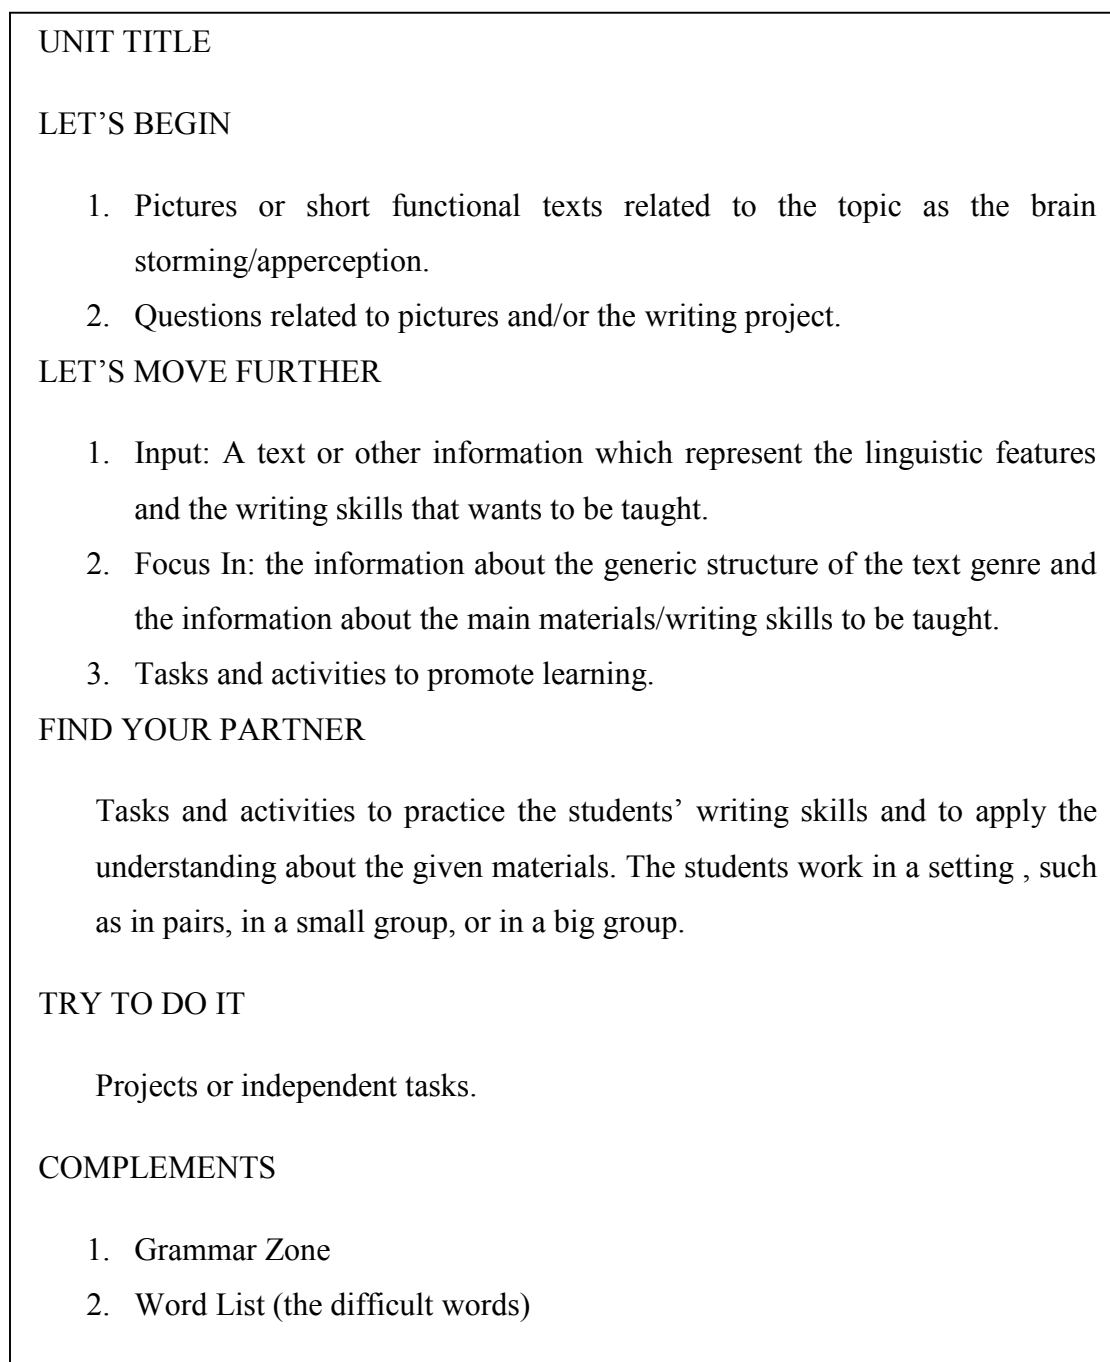 UNIT TITLE
LET’S BEGIN
1. Pictures or short functional texts related to the topic as the brain
storming/apperception.
2. Questions related to pictures and/or the writing project.
LET’S MOVE FURTHER
1. Input: A text or other information which represent the linguistic features
and the writing skills that wants to be taught.
2. Focus In: the information about the generic structure of the text genre and
the information about the main materials/writing skills to be taught.
3. Tasks and activities to promote learning.
FIND YOUR PARTNER
Tasks and activities to practice the students’ writing skills and to apply the
understanding about the given materials. The students work in a setting , such
as in pairs, in a small group, or in a big group.
TRY TO DO IT
Projects or independent tasks.
COMPLEMENTS
1. Grammar Zone
2. Word List (the difficult words)